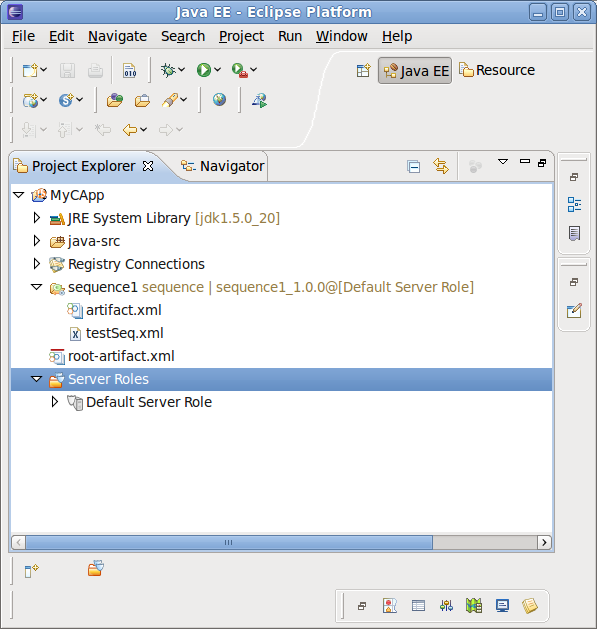 Java EE - Eclipse Platform
File Edit Navigate Search Project Run Window Help
Java EE Resource
Project Explorer Navigator
MyCApp
JRE System Library [jdk1.5.0_20]
java-src
Registry Connections
sequence1 sequence | sequence1_1.0.0@[Default Server Role]
artifact.xml
testSeq.xml
root-artifact.xml
Server Roles
Default Server Role